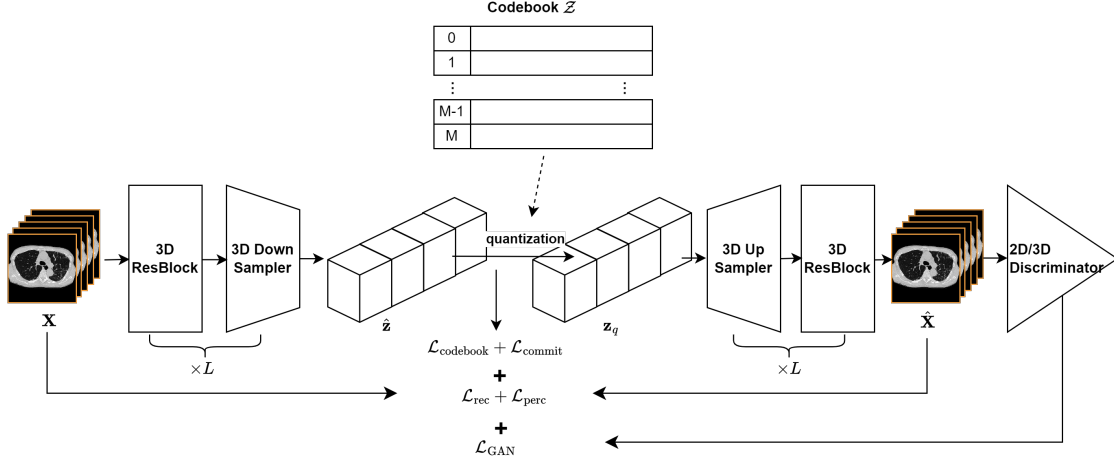 Codebook 𝒵
0
1
⋮ ⋮
M-1
M
quantization
3D
ResBlock
3D Down
Sampler
3D Up
Sampler
3D
ResBlock
2D/3D
Discriminator
X
ẑ
z_q
X̂
×L
×L
ℒ_codebook + ℒ_commit
+
ℒ_rec + ℒ_perc
+
ℒ_GAN